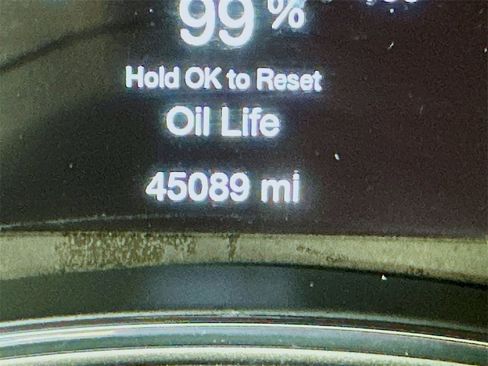 99%
Hold OK to Reset
Oil Life
45089 mi